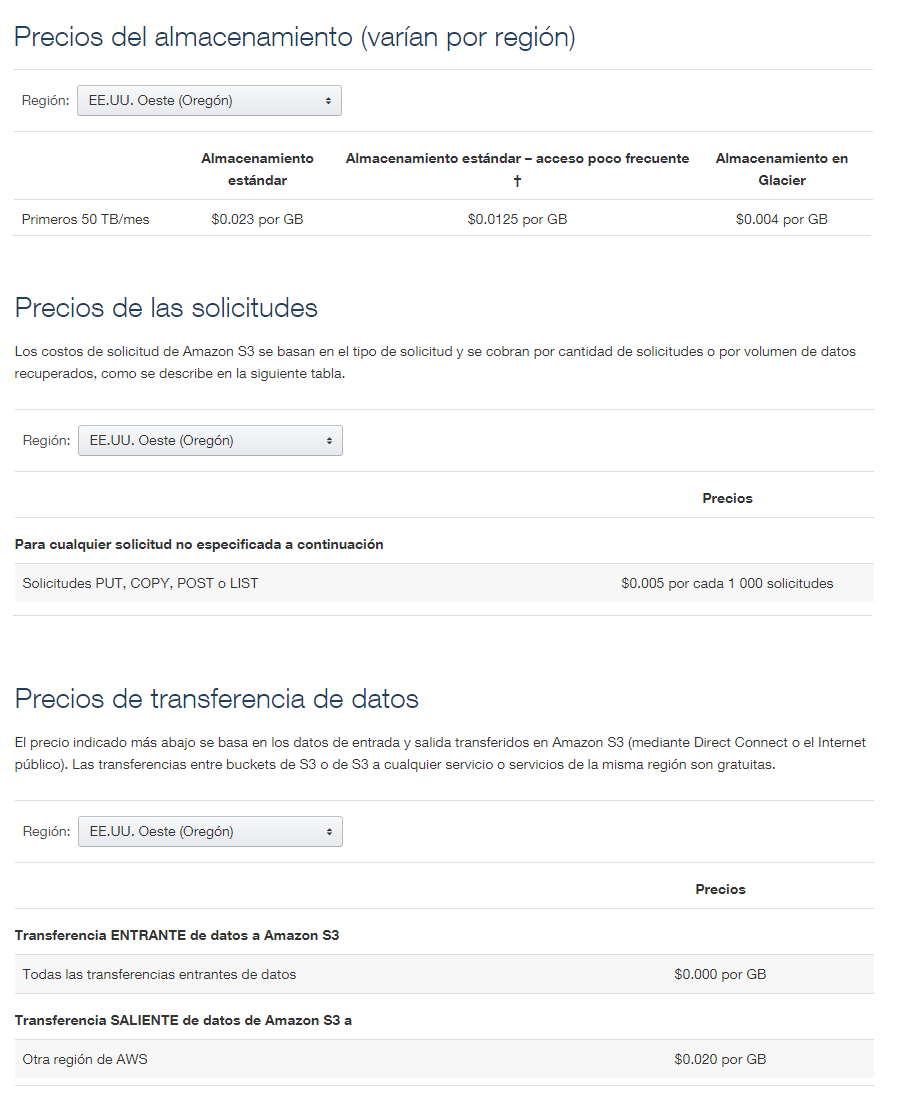 Precios del almacenamiento (varían por región)
Región: EE.UU. Oeste (Oregón)
Almacenamiento estándar
Almacenamiento estándar – acceso poco frecuente †
Almacenamiento en Glacier
Primeros 50 TB/mes $0.023 por GB $0.0125 por GB $0.004 por GB
Precios de las solicitudes
Los costos de solicitud de Amazon S3 se basan en el tipo de solicitud y se cobran por cantidad de solicitudes o por volumen de datos
recuperados, como se describe en la siguiente tabla.
Región: EE.UU. Oeste (Oregón)
Precios
Para cualquier solicitud no especificada a continuación
Solicitudes PUT, COPY, POST o LIST $0.005 por cada 1 000 solicitudes
Precios de transferencia de datos
El precio indicado más abajo se basa en los datos de entrada y salida transferidos en Amazon S3 (mediante Direct Connect o el Internet
público). Las transferencias entre buckets de S3 o de S3 a cualquier servicio o servicios de la misma región son gratuitas.
Región: EE.UU. Oeste (Oregón)
Precios
Transferencia ENTRANTE de datos a Amazon S3
Todas las transferencias entrantes de datos $0.000 por GB
Transferencia SALIENTE de datos de Amazon S3 a
Otra región de AWS $0.020 por GB